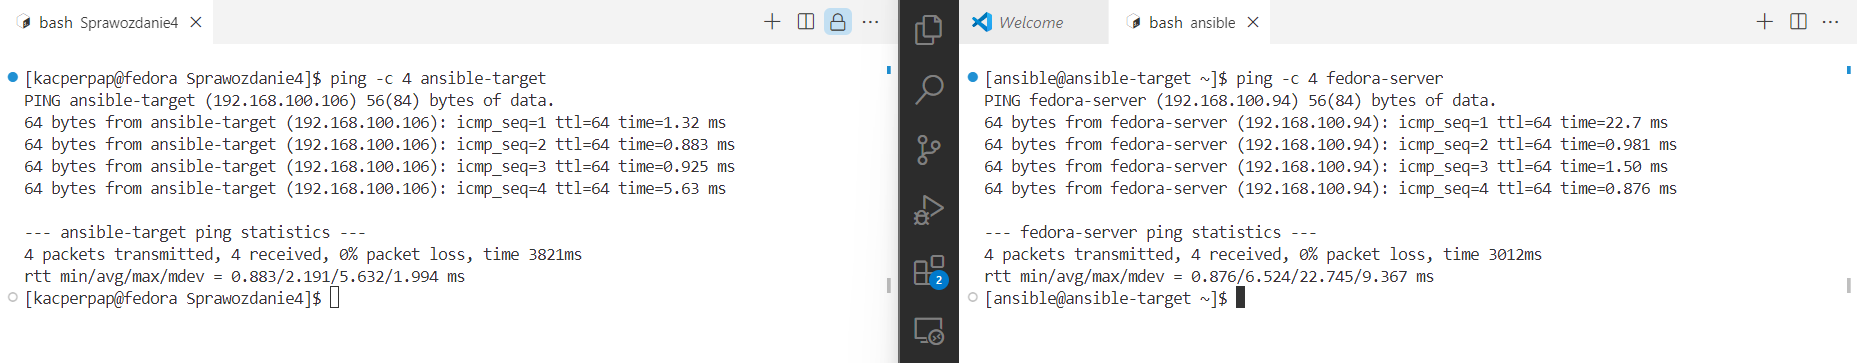 bash Sprawozdanie4
[kacperpap@fedora Sprawozdanie4]$ ping -c 4 ansible-target
PING ansible-target (192.168.100.106) 56(84) bytes of data.
64 bytes from ansible-target (192.168.100.106): icmp_seq=1 ttl=64 time=1.32 ms
64 bytes from ansible-target (192.168.100.106): icmp_seq=2 ttl=64 time=0.883 ms
64 bytes from ansible-target (192.168.100.106): icmp_seq=3 ttl=64 time=0.925 ms
64 bytes from ansible-target (192.168.100.106): icmp_seq=4 ttl=64 time=5.63 ms
--- ansible-target ping statistics ---
4 packets transmitted, 4 received, 0% packet loss, time 3821ms
rtt min/avg/max/mdev = 0.883/2.191/5.632/1.994 ms
[kacperpap@fedora Sprawozdanie4]$
2
Welcome
bash ansible
[ansible@ansible-target ~]$ ping -c 4 fedora-server
PING fedora-server (192.168.100.94) 56(84) bytes of data.
64 bytes from fedora-server (192.168.100.94): icmp_seq=1 ttl=64 time=22.7 ms
64 bytes from fedora-server (192.168.100.94): icmp_seq=2 ttl=64 time=0.981 ms
64 bytes from fedora-server (192.168.100.94): icmp_seq=3 ttl=64 time=1.50 ms
64 bytes from fedora-server (192.168.100.94): icmp_seq=4 ttl=64 time=0.876 ms
--- fedora-server ping statistics ---
4 packets transmitted, 4 received, 0% packet loss, time 3012ms
rtt min/avg/max/mdev = 0.876/6.524/22.745/9.367 ms
[ansible@ansible-target ~]$